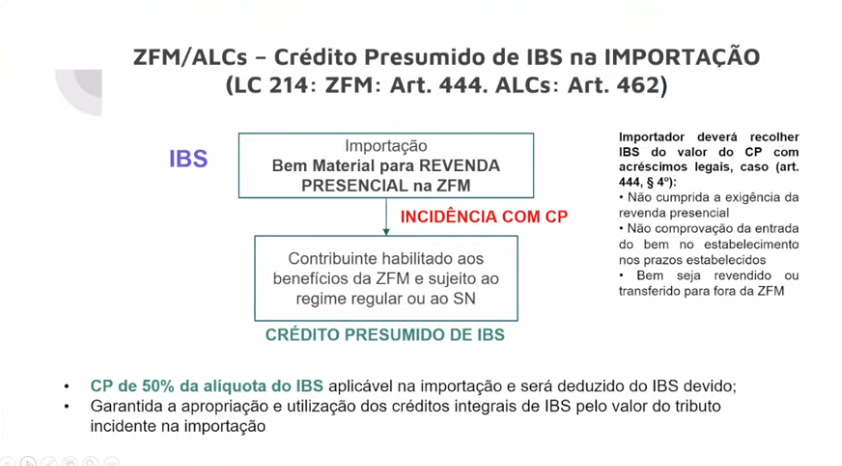 ZFM/ALCs – Crédito Presumido de IBS na IMPORTAÇÃO
(LC 214: ZFM: Art. 444. ALCs: Art. 462)
IBS
Importação
Bem Material para REVENDA
PRESENCIAL na ZFM
INCIDÊNCIA COM CP
Contribuinte habilitado aos
benefícios da ZFM e sujeito ao
regime regular ou ao SN
CRÉDITO PRESUMIDO DE IBS
Importador deverá recolher
IBS do valor do CP com
acréscimos legais, caso (art.
444, § 4º):
• Não cumprida a exigência da
revenda presencial
• Não comprovação da entrada
do bem no estabelecimento
nos prazos estabelecidos
• Bem seja revendido ou
transferido para fora da ZFM
• CP de 50% da alíquota do IBS aplicável na importação e será deduzido do IBS devido;
• Garantida a apropriação e utilização dos créditos integrais de IBS pelo valor do tributo
incidente na importação